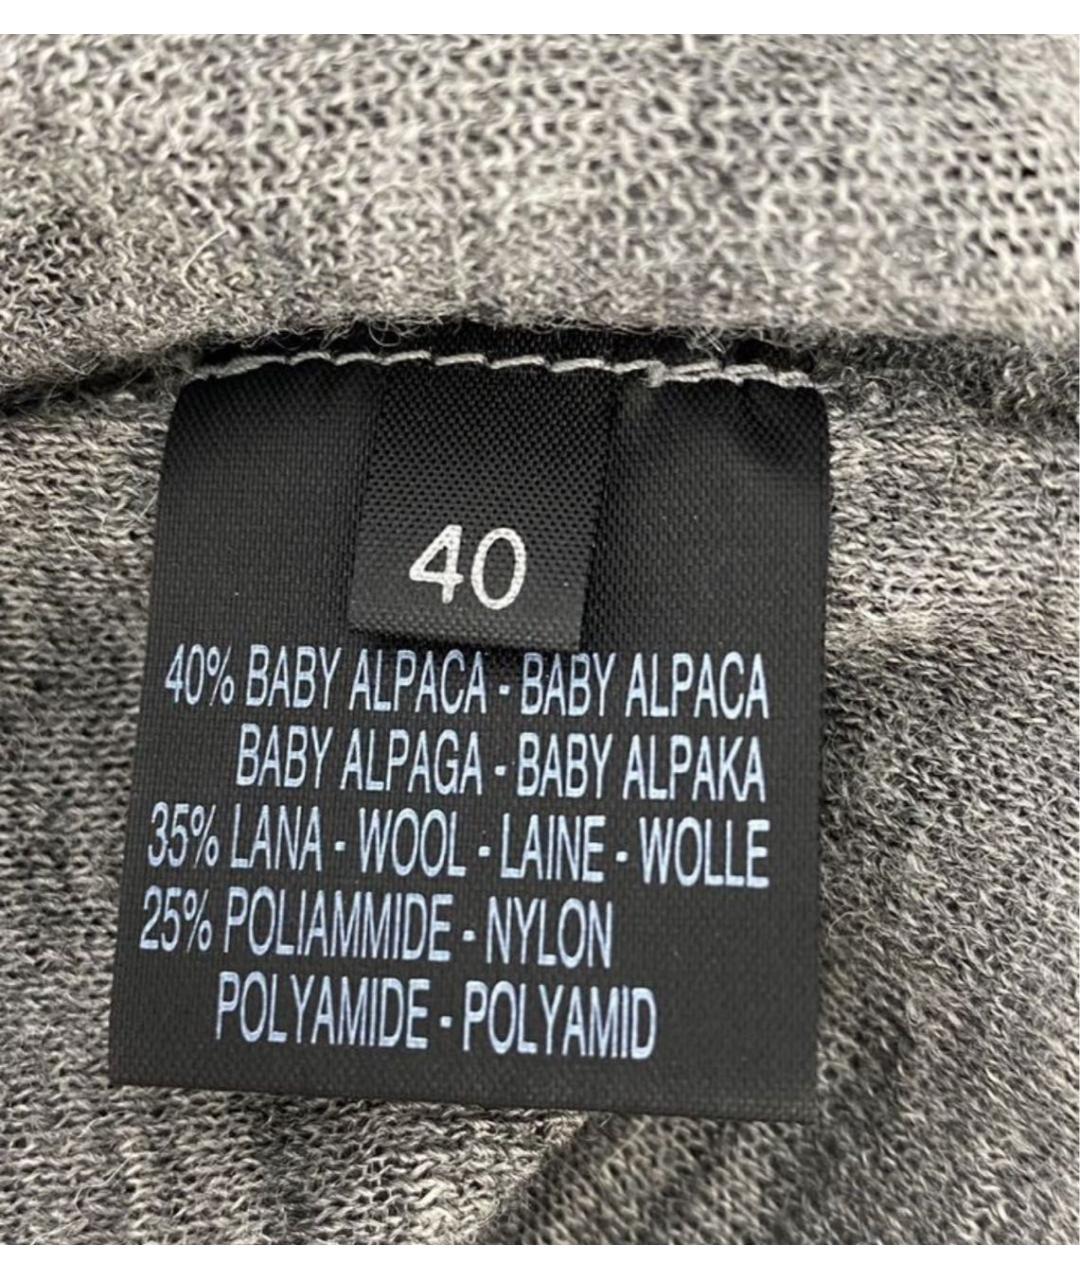 40
40% BABY ALPACA - BABY ALPACA
BABY ALPAGA - BABY ALPAKA
35% LANA - WOOL - LAINE - WOLLE
25% POLIAMMIDE - NYLON
POLYAMIDE - POLYAMID